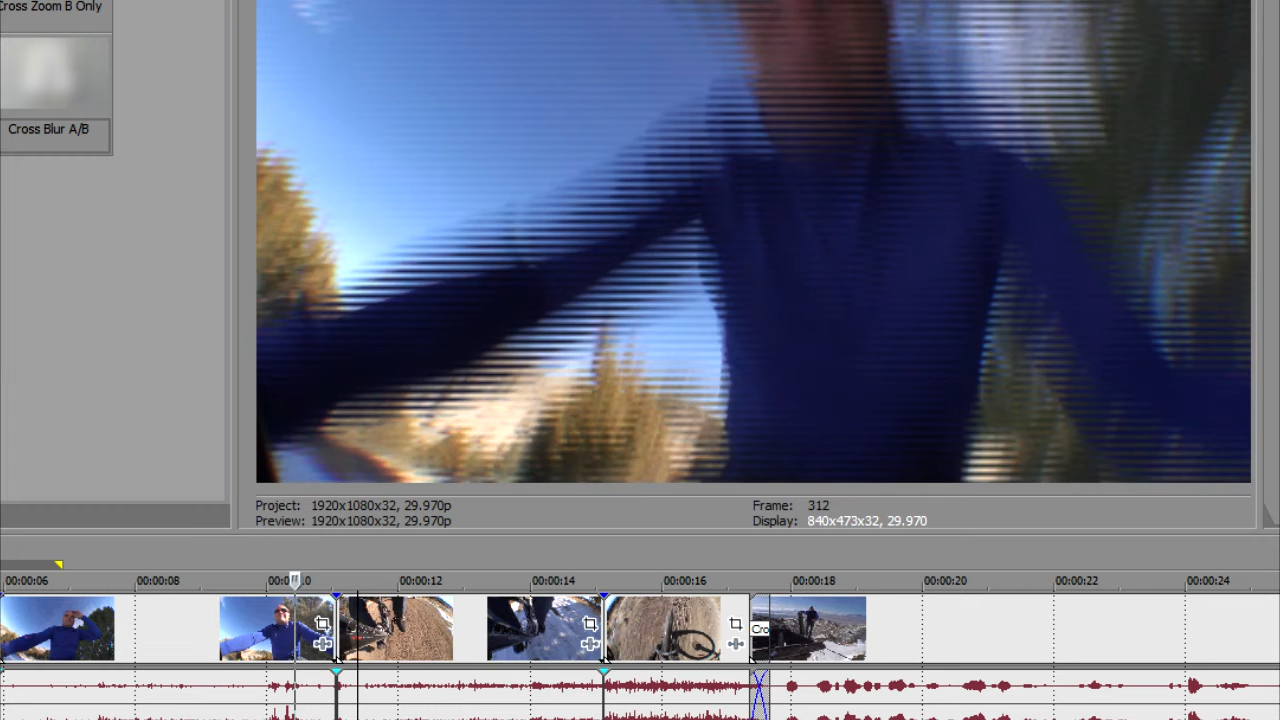 Cross Zoom B Only
Cross Blur A/B
Project: 1920x1080x32, 29.970p
Frame: 312
Preview: 1920x1080x32, 29.970p
Display: 840x473x32, 29.970
00:00:06
00:00:08
00:00:12
00:00:14
00:00:16
00:00:18
00:00:20
00:00:22
00:00:24
Cro